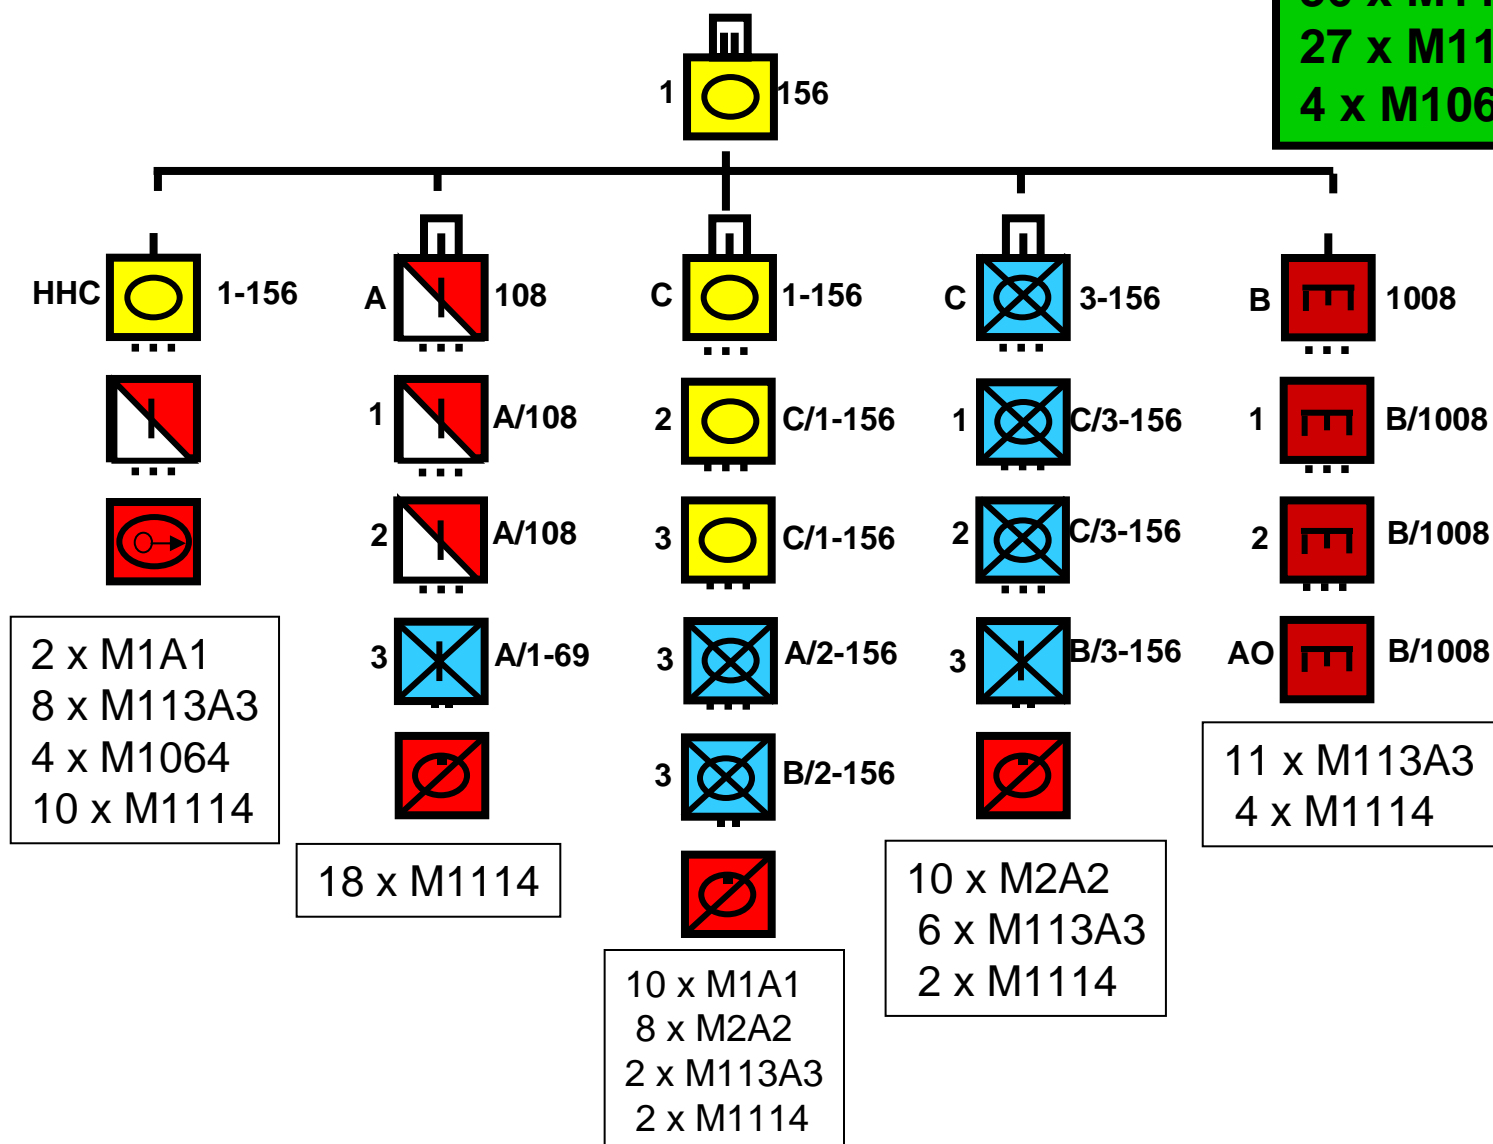 27 x M11
4 x M106
1 156
HHC 1-156 A 108 C 1-156 C 3-156 B 1008
1 A/108 2 C/1-156 1 C/3-156 1 B/1008
2 A/108 3 C/1-156 2 C/3-156 2 B/1008
3 A/1-69 3 A/2-156 3 B/3-156 AO B/1008
3 B/2-156
2 x M1A1
8 x M113A3
4 x M1064
10 x M1114
18 x M1114
10 x M1A1
8 x M2A2
2 x M113A3
2 x M1114
10 x M2A2
6 x M113A3
2 x M1114
11 x M113A3
4 x M1114